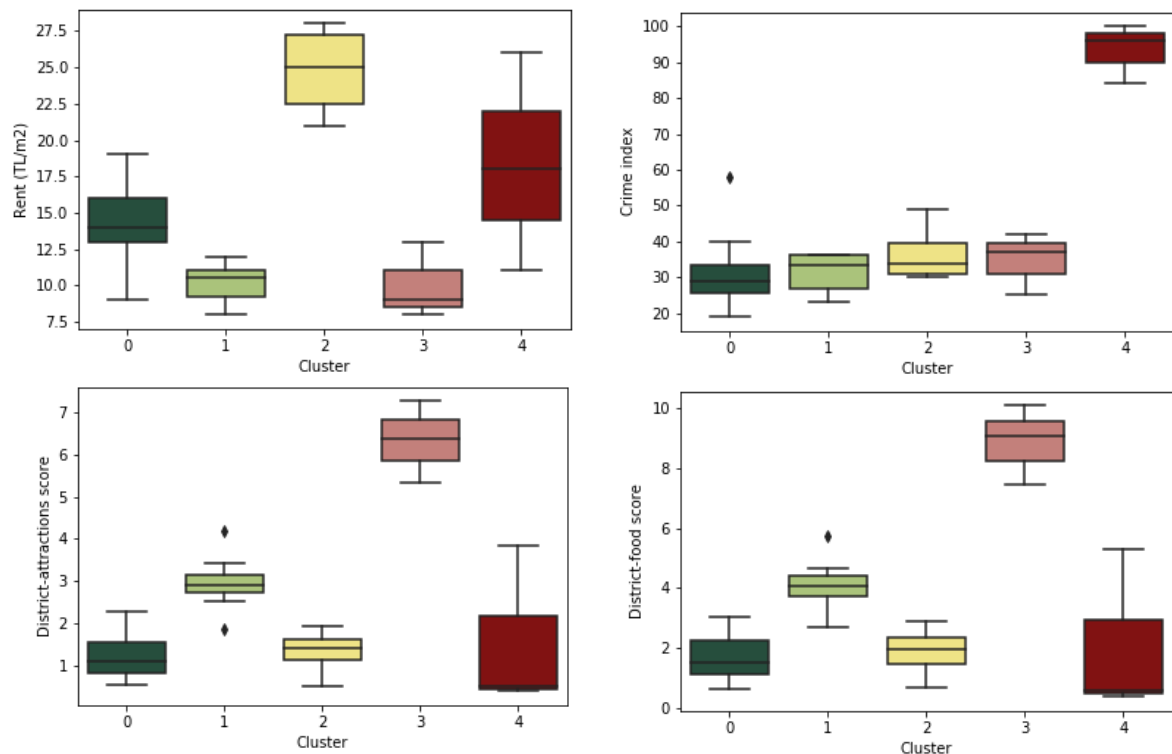 27.5
25.0
22.5
20.0
17.5
15.0
12.5
10.0
7.5
Rent (TL/m2)
0 1 2 3 4
Cluster
100
90
80
70
60
50
40
30
20
Crime index
0 1 2 3 4
Cluster
7
6
5
4
3
2
1
District-attractions score
0 1 2 3 4
Cluster
10
8
6
4
2
0
District-food score
0 1 2 3 4
Cluster